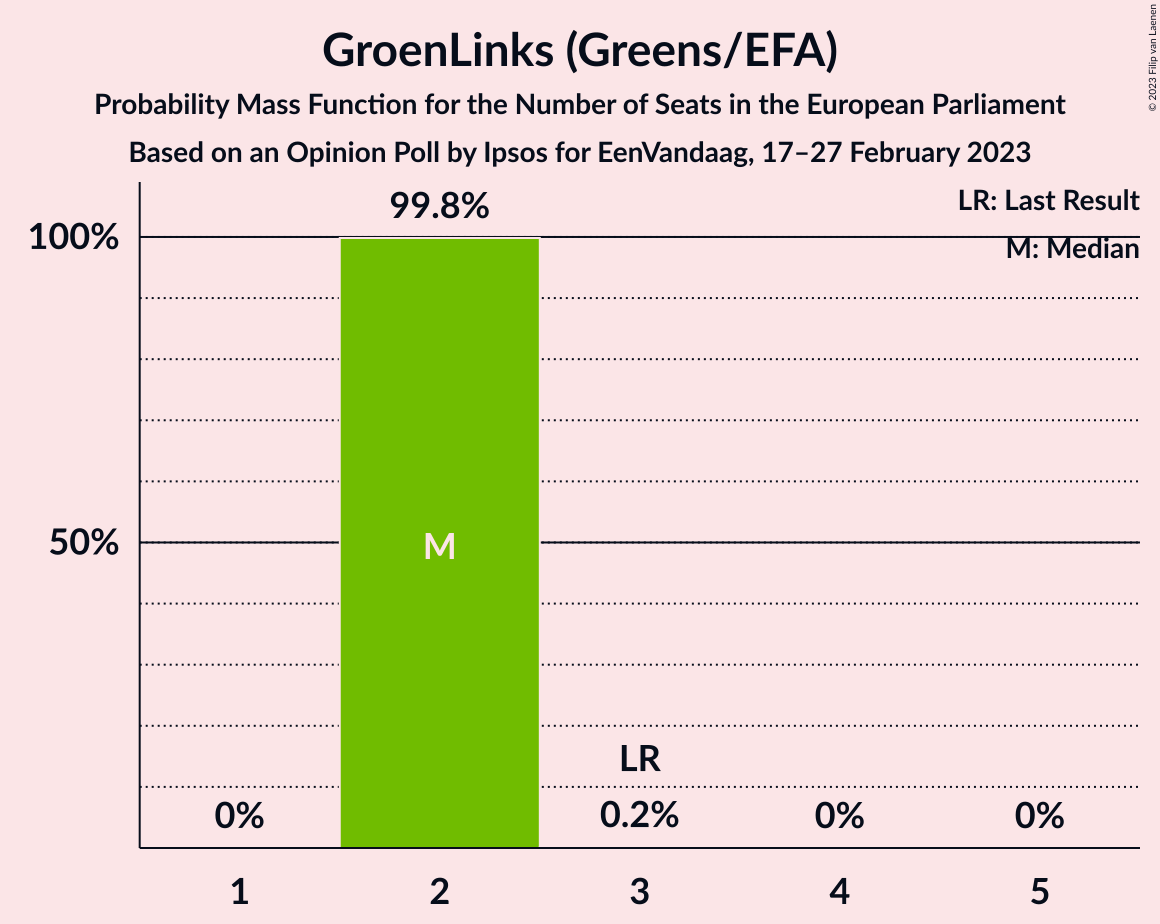 GroenLinks (Greens/EFA)
Probability Mass Function for the Number of Seats in the European Parliament
Based on an Opinion Poll by Ipsos for EenVandaag, 17–27 February 2023
© 2023 Filip van Laenen
99.8%
LR: Last Result
100%
M: Median
50%
M
LR
0%
0.2%
0%
0%
1
2
3
4
5